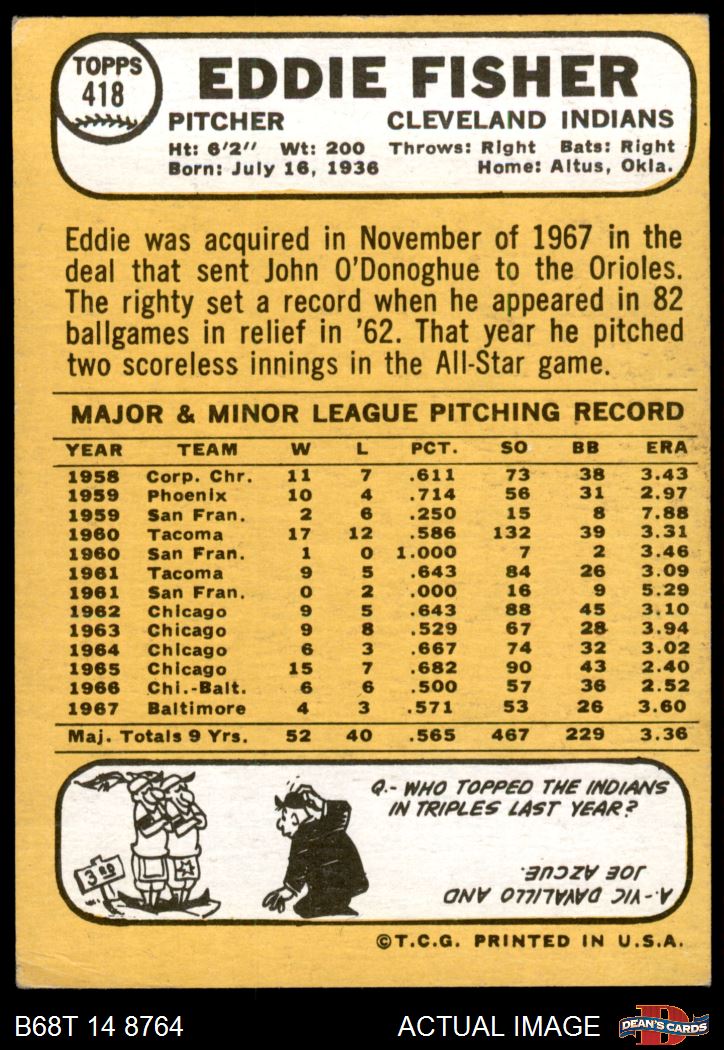 TOPPS
418
EDDIE FISHER
PITCHER CLEVELAND INDIANS
Ht: 6'2" Wt: 200 Throws: Right Bats: Right
Born: July 16, 1936 Home: Altus, Okla.
Eddie was acquired in November of 1967 in the
deal that sent John O'Donoghue to the Orioles.
The righty set a record when he appeared in 82
ballgames in relief in '62. That year he pitched
two scoreless innings in the All-Star game.
MAJOR & MINOR LEAGUE PITCHING RECORD
YEAR TEAM W L PCT. SO BB ERA
1958 Corp. Chr. 11 7 .611 73 38 3.43
1959 Phoenix 10 4 .714 56 31 2.97
1959 San Fran. 2 6 .250 15 8 7.88
1960 Tacoma 17 12 .586 132 39 3.31
1960 San Fran. 1 0 1.000 7 2 3.46
1961 Tacoma 9 5 .643 84 26 3.09
1961 San Fran. 0 2 .000 16 9 5.29
1962 Chicago 9 5 .643 88 45 3.10
1963 Chicago 9 8 .529 67 28 3.94
1964 Chicago 6 3 .667 74 32 3.02
1965 Chicago 15 7 .682 90 43 2.40
1966 Chi.-Balt. 6 6 .500 57 36 2.52
1967 Baltimore 4 3 .571 53 26 3.60
Maj. Totals 9 Yrs. 52 40 .565 467 229 3.36
3 RD
Q.- WHO TOPPED THE INDIANS
IN TRIPLES LAST YEAR?
A.- VIC DAVALILLO AND
JOE AZCUE.
©T.C.G. PRINTED IN U.S.A.
B68T 14 8764 ACTUAL IMAGE
D
DEAN'S CARDS